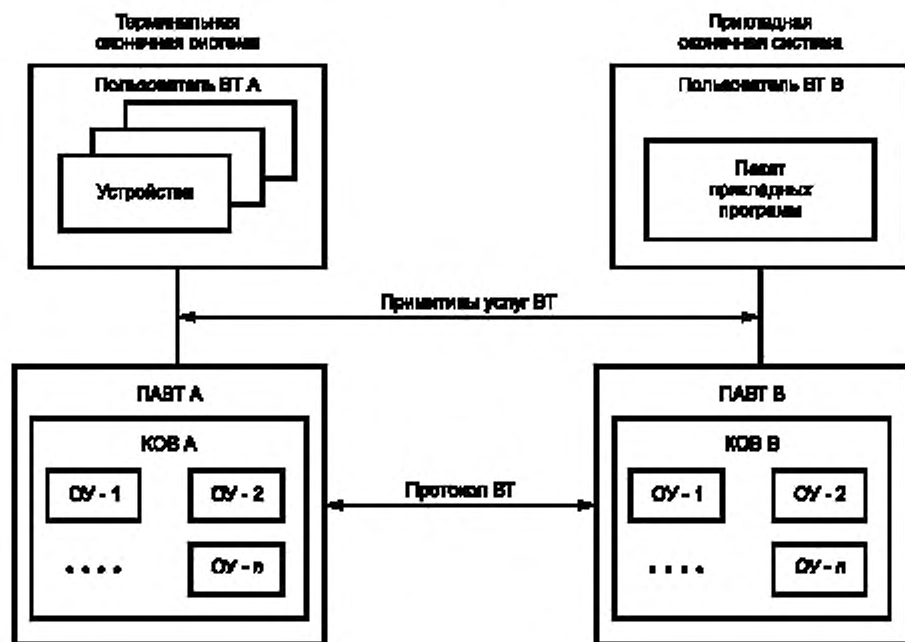 Терминальная
оконечная система
Прикладная
оконечная система
Пользователь ВТ А
Устройства
Пользователь ВТ В
Пакет
прикладных
программ
Примитивы услуг ВТ
ПАВТ А
КОВ А
ОУ - 1
ОУ - 2
. . . .
ОУ - n
Протокол ВТ
ПАВТ В
КОВ В
ОУ - 1
ОУ - 2
. . . .
ОУ - n